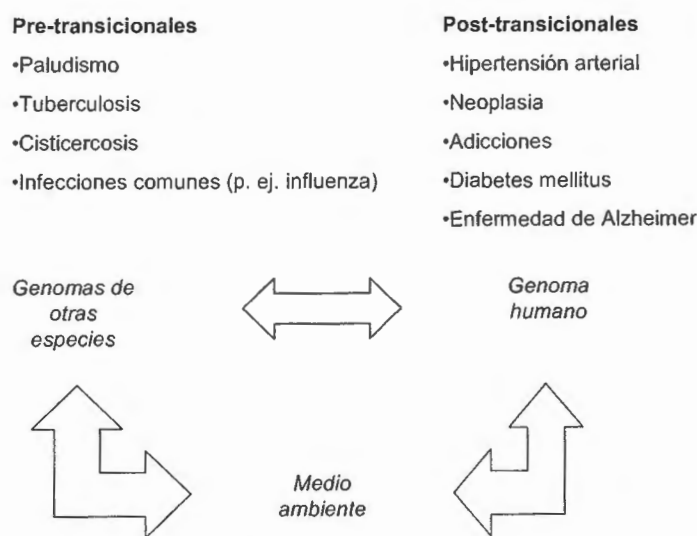 Pre-transicionales
•Paludismo
•Tuberculosis
•Cisticercosis
•Infecciones comunes (p. ej. influenza)
Post-transicionales
•Hipertensión arterial
•Neoplasia
•Adicciones
•Diabetes mellitus
•Enfermedad de Alzheimer
Genomas de
otras
especies
Genoma
humano
Medio
ambiente